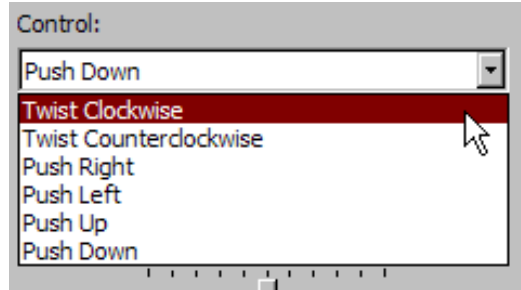 Control:
Push Down
Twist Clockwise
Twist Counterclockwise
Push Right
Push Left
Push Up
Push Down